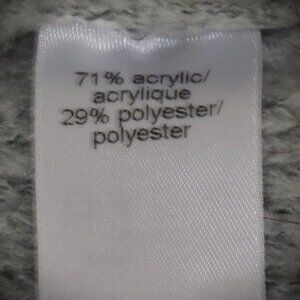 71% acrylic/
acrylique
29% polyester/
polyester